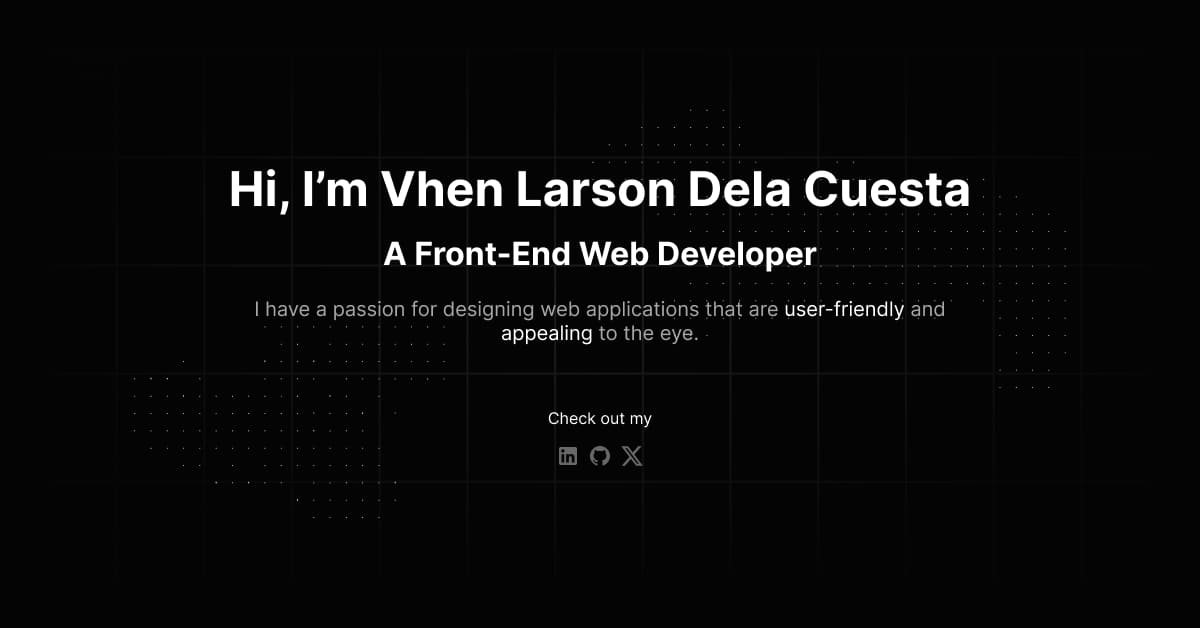 Hi, I’m Vhen Larson Dela Cuesta
A Front-End Web Developer
I have a passion for designing web applications that are user-friendly and
appealing to the eye.
Check out my